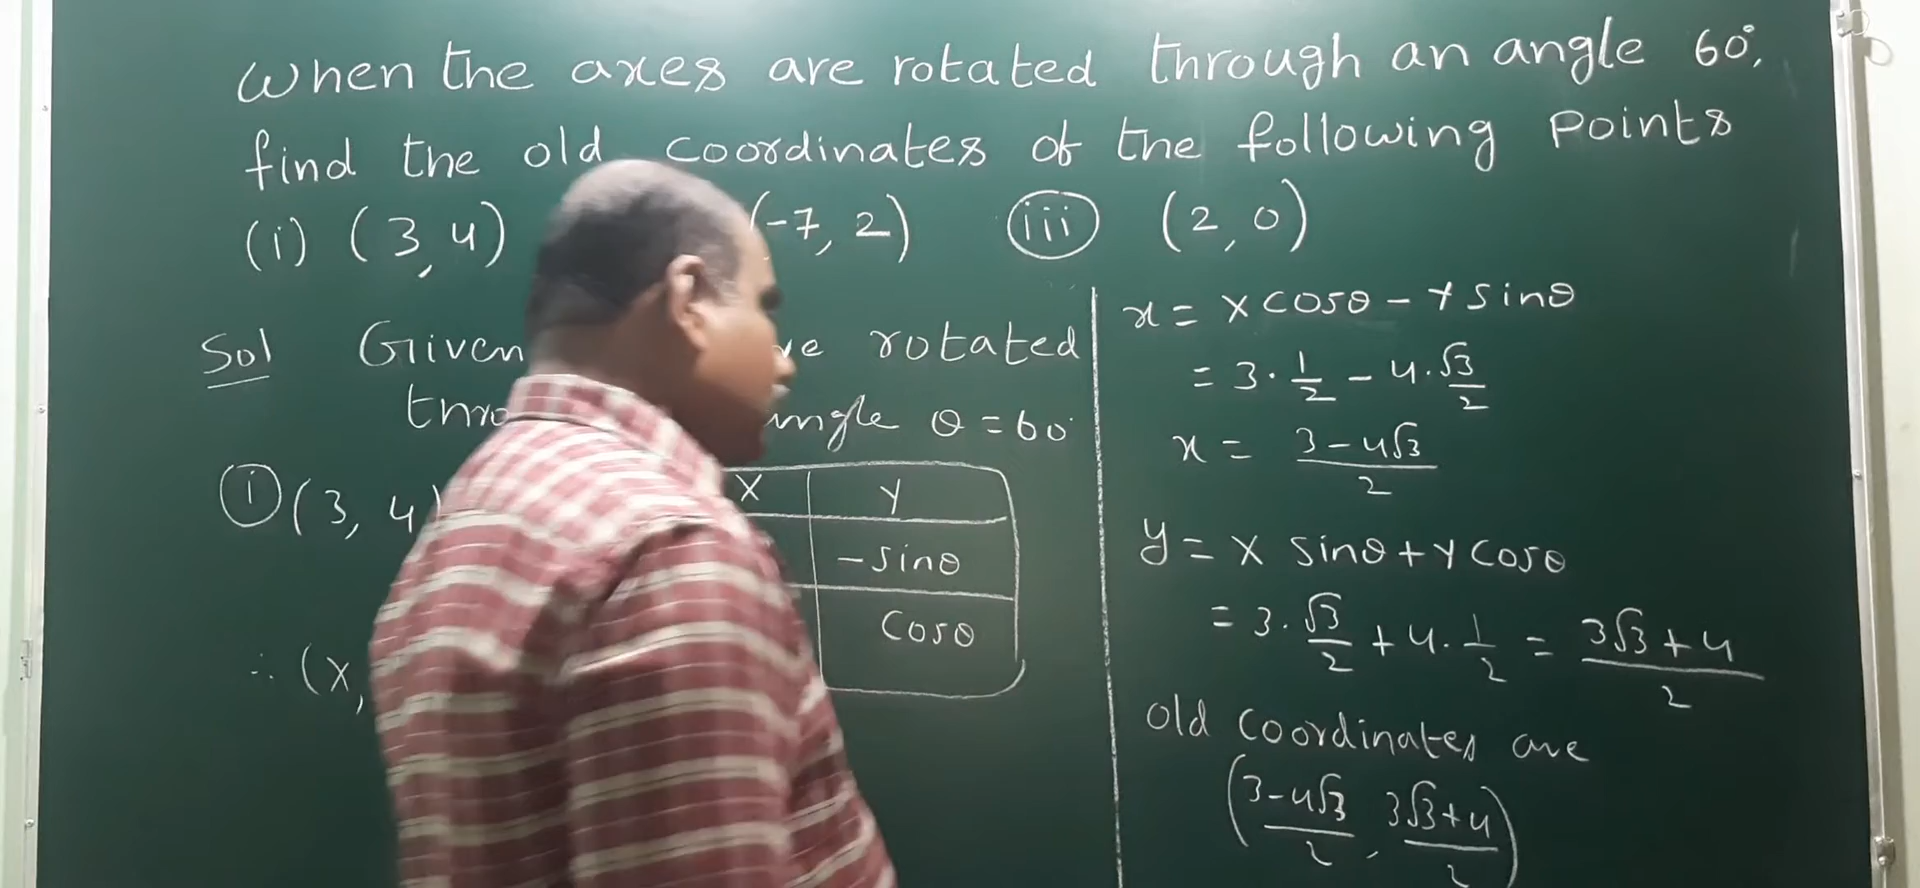 When the axes are rotated through an angle 60°,
find the old coordinates of the following points
(i) (3, 4) (-7, 2) (iii) (2, 0)
Sol Given rotated
θ = 60°
(i) (3, 4)
X Y
-sinθ
cosθ
∴ (X,
x = X cosθ - Y sinθ
= 3 · 1/2 - 4 · √3/2
x = (3 - 4√3)/2
y = X sinθ + Y cosθ
= 3 · √3/2 + 4 · 1/2 = (3√3 + 4)/2
old coordinates are
((3 - 4√3)/2, (3√3 + 4)/2)